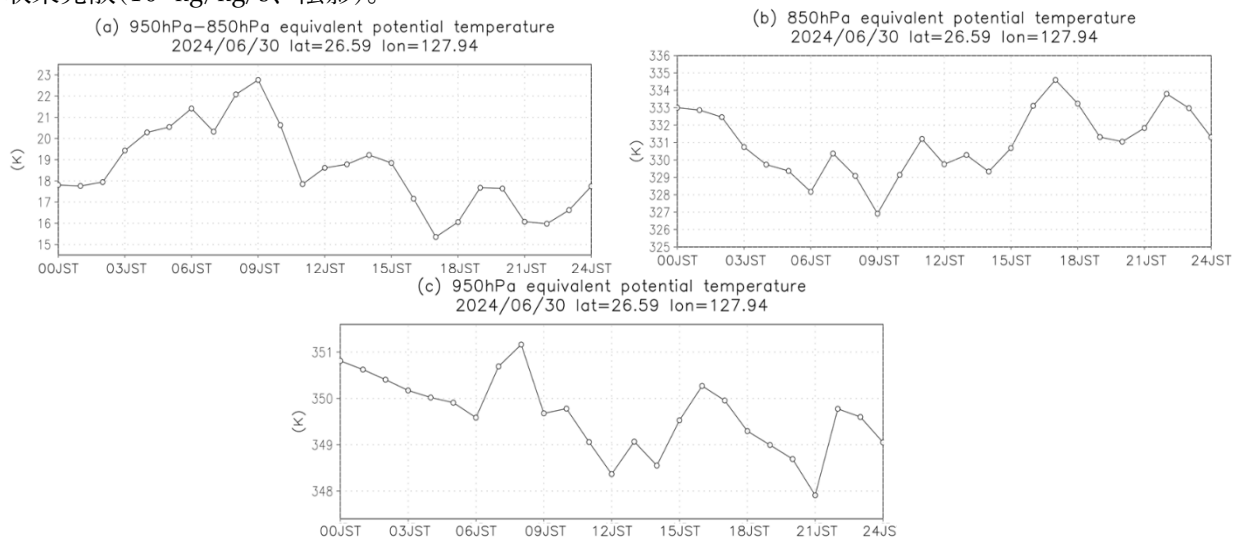 (a) 950hPa−850hPa equivalent potential temperature
2024/06/30 lat=26.59 lon=127.94
(K)
23
22
21
20
19
18
17
16
15
00JST 03JST 06JST 09JST 12JST 15JST 18JST 21JST 24JST
(b) 850hPa equivalent potential temperature
2024/06/30 lat=26.59 lon=127.94
(K)
336
335
334
333
332
331
330
329
328
327
326
325
00JST 03JST 06JST 09JST 12JST 15JST 18JST 21JST 24JST
(c) 950hPa equivalent potential temperature
2024/06/30 lat=26.59 lon=127.94
(K)
351
350
349
348
00JST 03JST 06JST 09JST 12JST 15JST 18JST 21JST 24JS